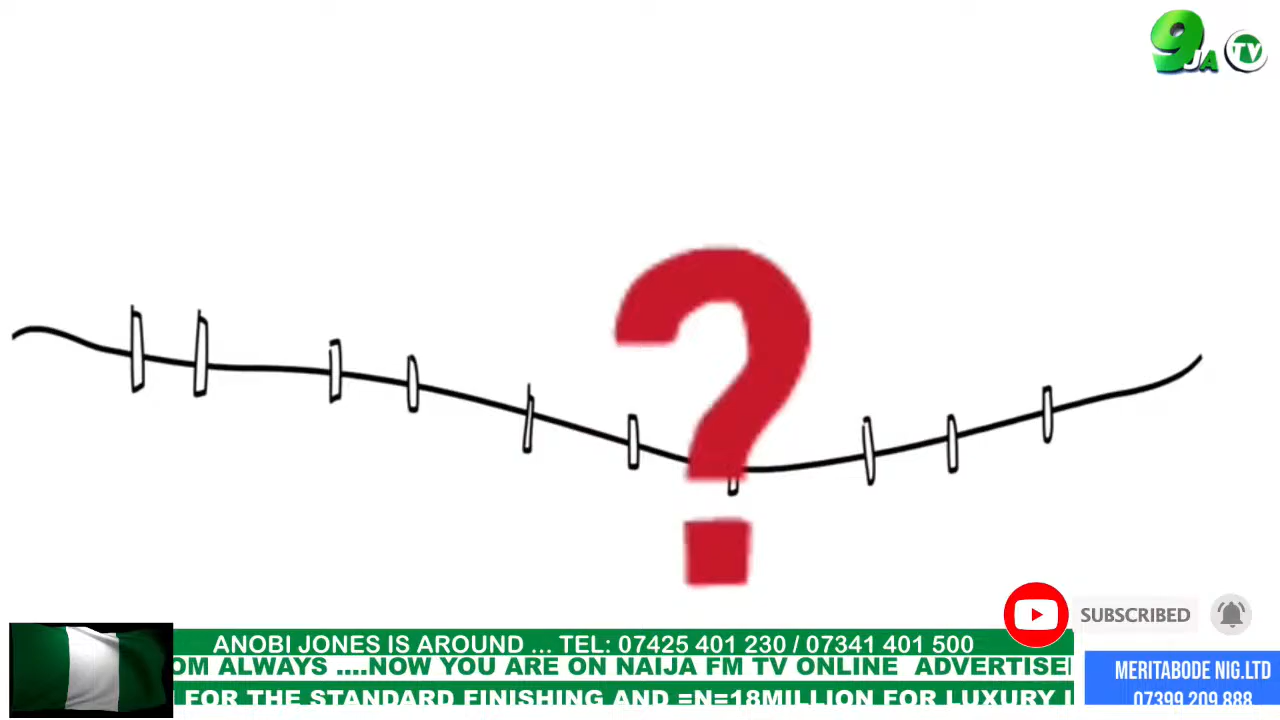 9JA TV
?
SUBSCRIBED
ANOBI JONES IS AROUND ... TEL: 07425 401 230 / 07341 401 500
OM ALWAYS ....NOW YOU ARE ON NAIJA FM TV ONLINE ADVERTISE
FOR THE STANDARD FINISHING AND =N=18MILLION FOR LUXURY
MERITABODE NIG.LTD
07399 209 888